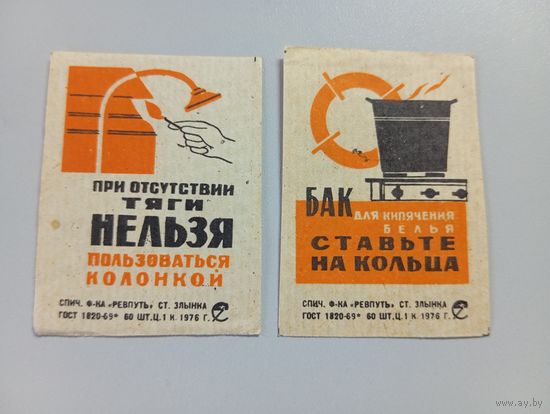 ПРИ ОТСУТСТВИИ
ТЯГИ
НЕЛЬЗЯ
ПОЛЬЗОВАТЬСЯ
КОЛОНКОЙ
СПИЧ. Ф-КА «РЕВПУТЬ» СТ. ЗЛЫНКА
ГОСТ 1820-69* 60 ШТ.Ц.1 К. 1976 Г.
БАК
ДЛЯ КИПЯЧЕНИЯ
БЕЛЬЯ
СТАВЬТЕ
НА КОЛЬЦА
СПИЧ. Ф-КА «РЕВПУТЬ» СТ. ЗЛЫНКА
ГОСТ 1820-69* 60 ШТ.Ц.1 К. 1976 Г.
www.ay.by